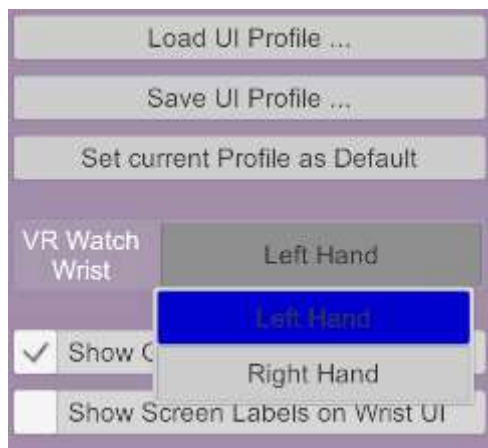 Load UI Profile ...
Save UI Profile ...
Set current Profile as Default
VR Watch
Wrist
Left Hand
Left Hand
Right Hand
Show
Show Screen Labels on Wrist UI